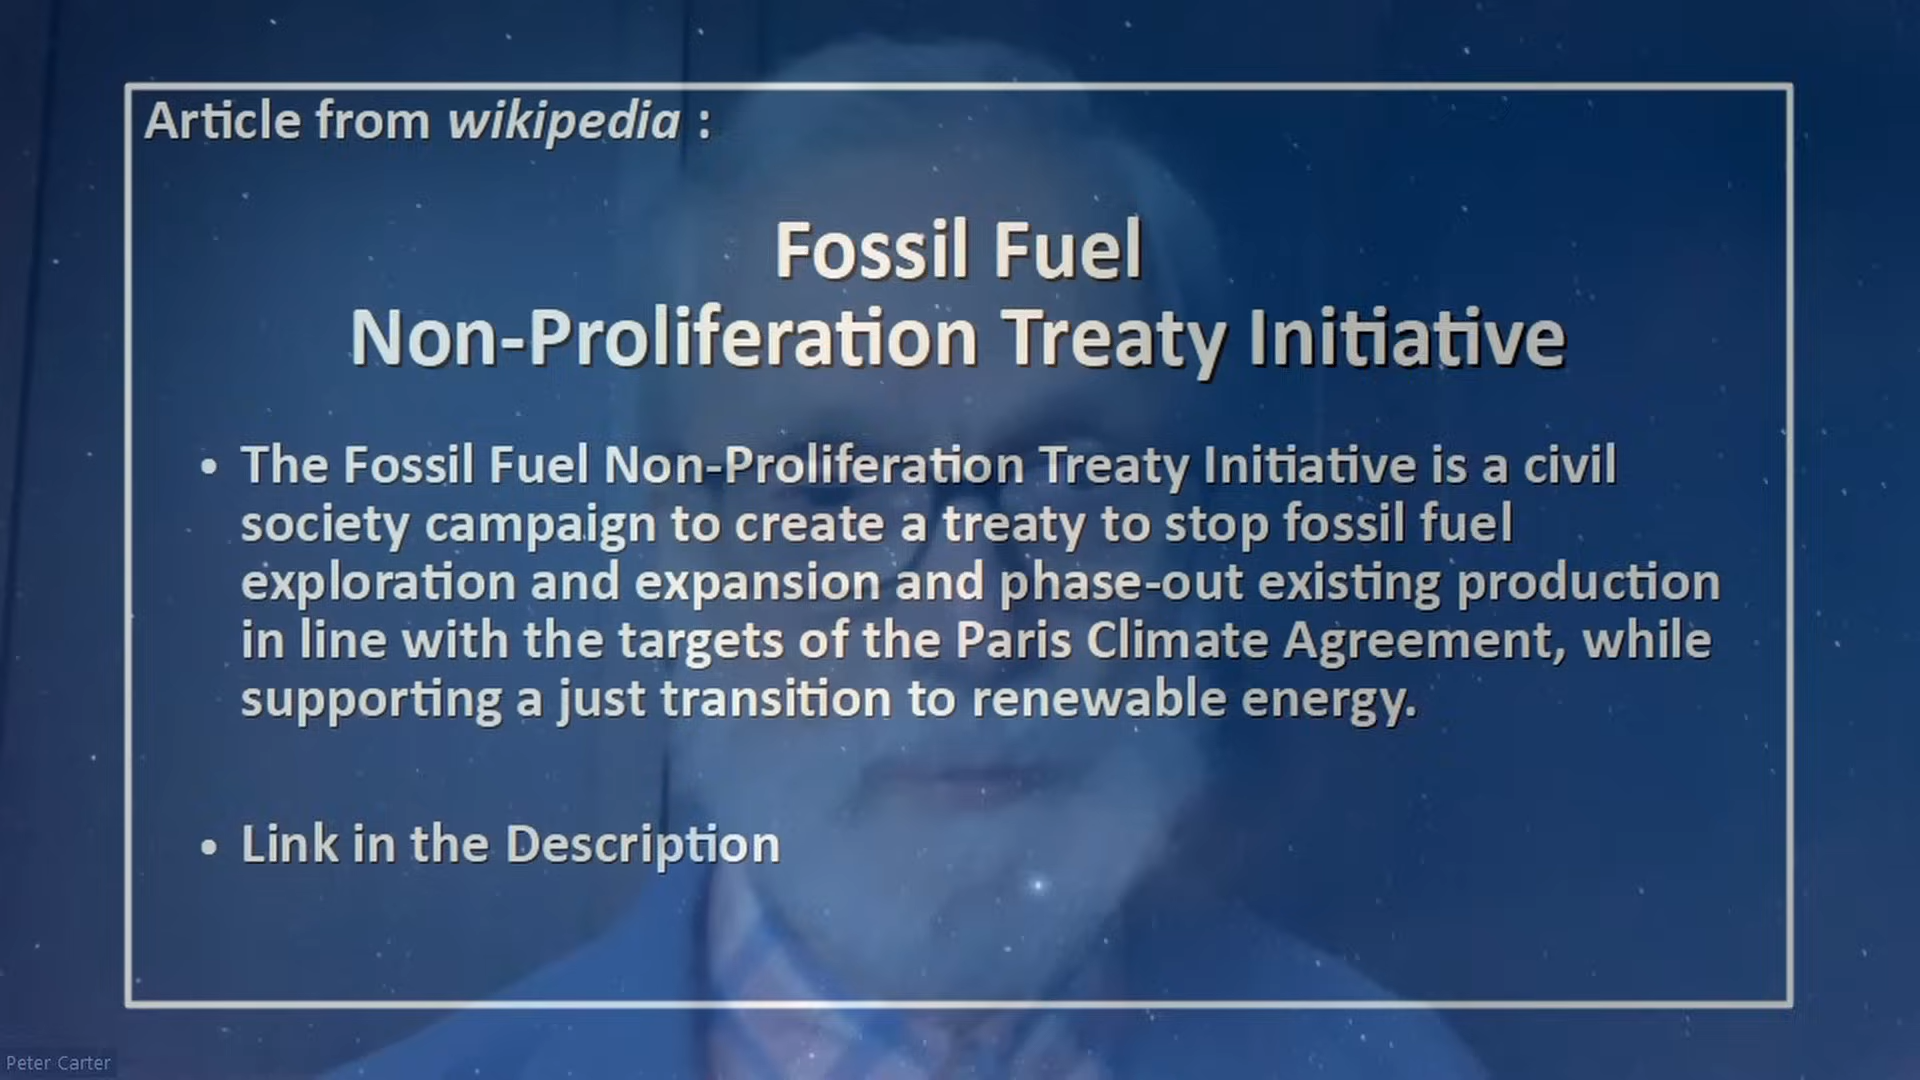 Article from wikipedia :
Fossil Fuel
Non-Proliferation Treaty Initiative
• The Fossil Fuel Non-Proliferation Treaty Initiative is a civil
society campaign to create a treaty to stop fossil fuel
exploration and expansion and phase-out existing production
in line with the targets of the Paris Climate Agreement, while
supporting a just transition to renewable energy.
• Link in the Description
Peter Carter